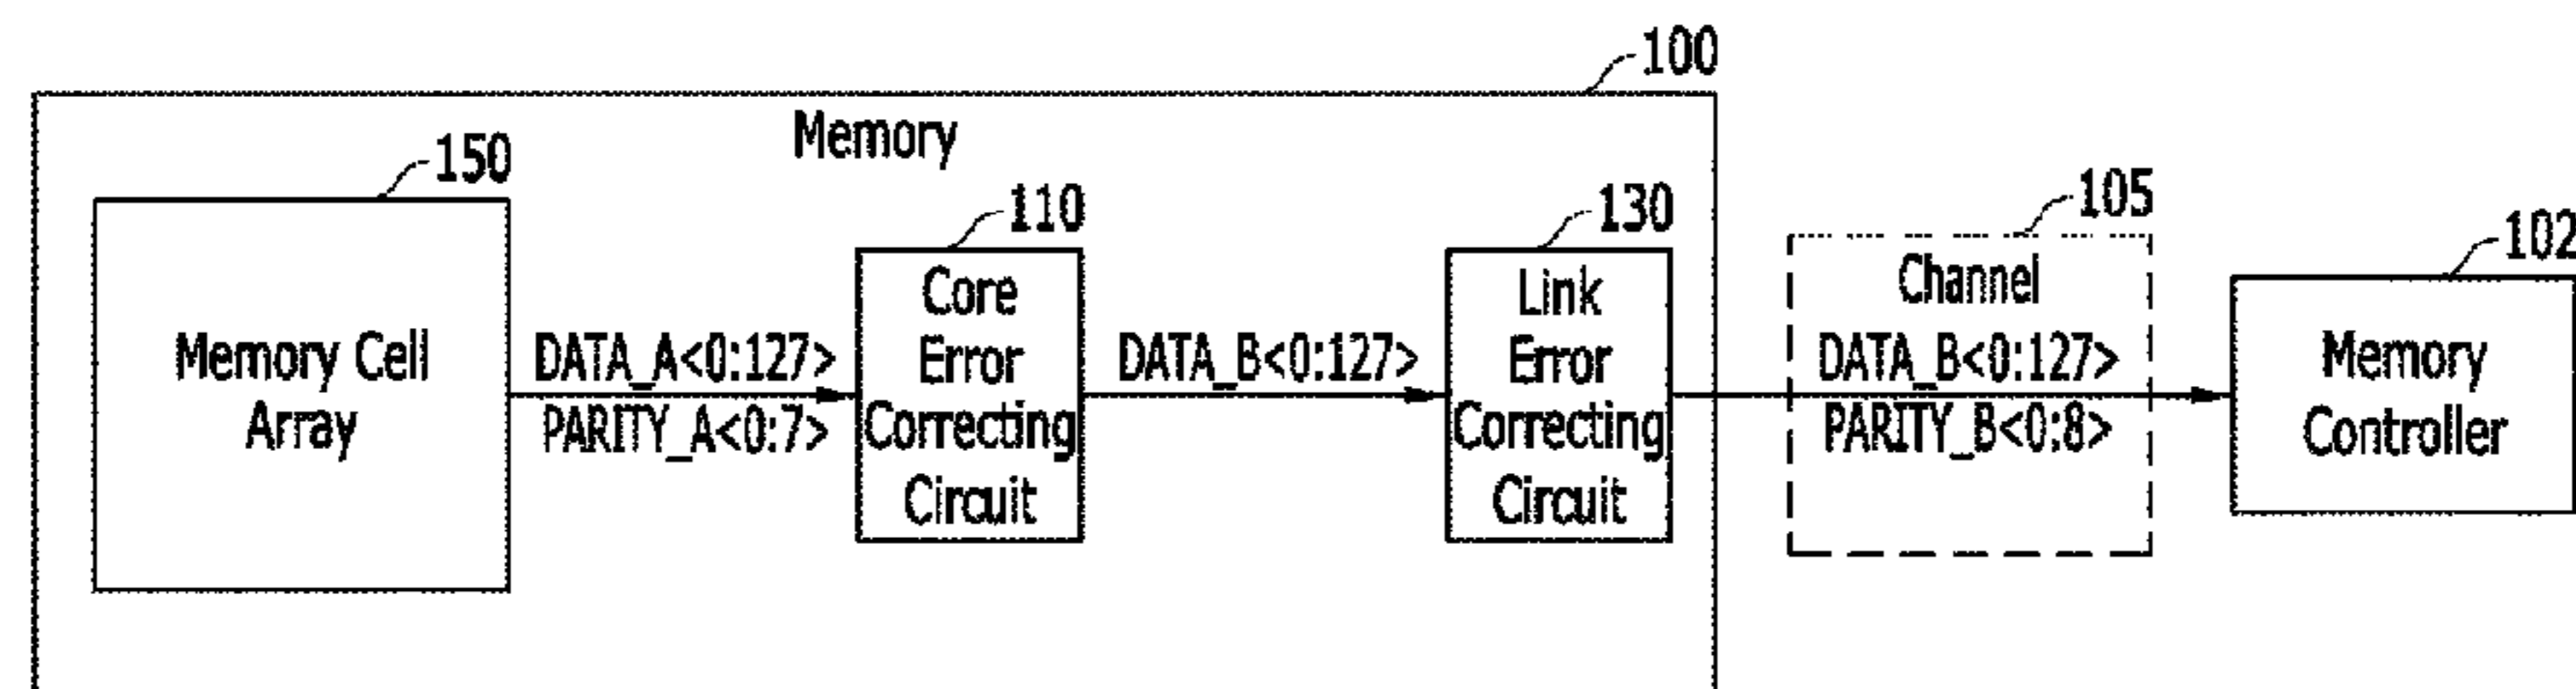 100
Memory
150
110
130
105
102
Memory Cell
Array
DATA_A<0:127>
PARITY_A<0:7>
Core
Error
Correcting
Circuit
DATA_B<0:127>
Link
Error
Correcting
Circuit
Channel
DATA_B<0:127>
PARITY_B<0:8>
Memory
Controller